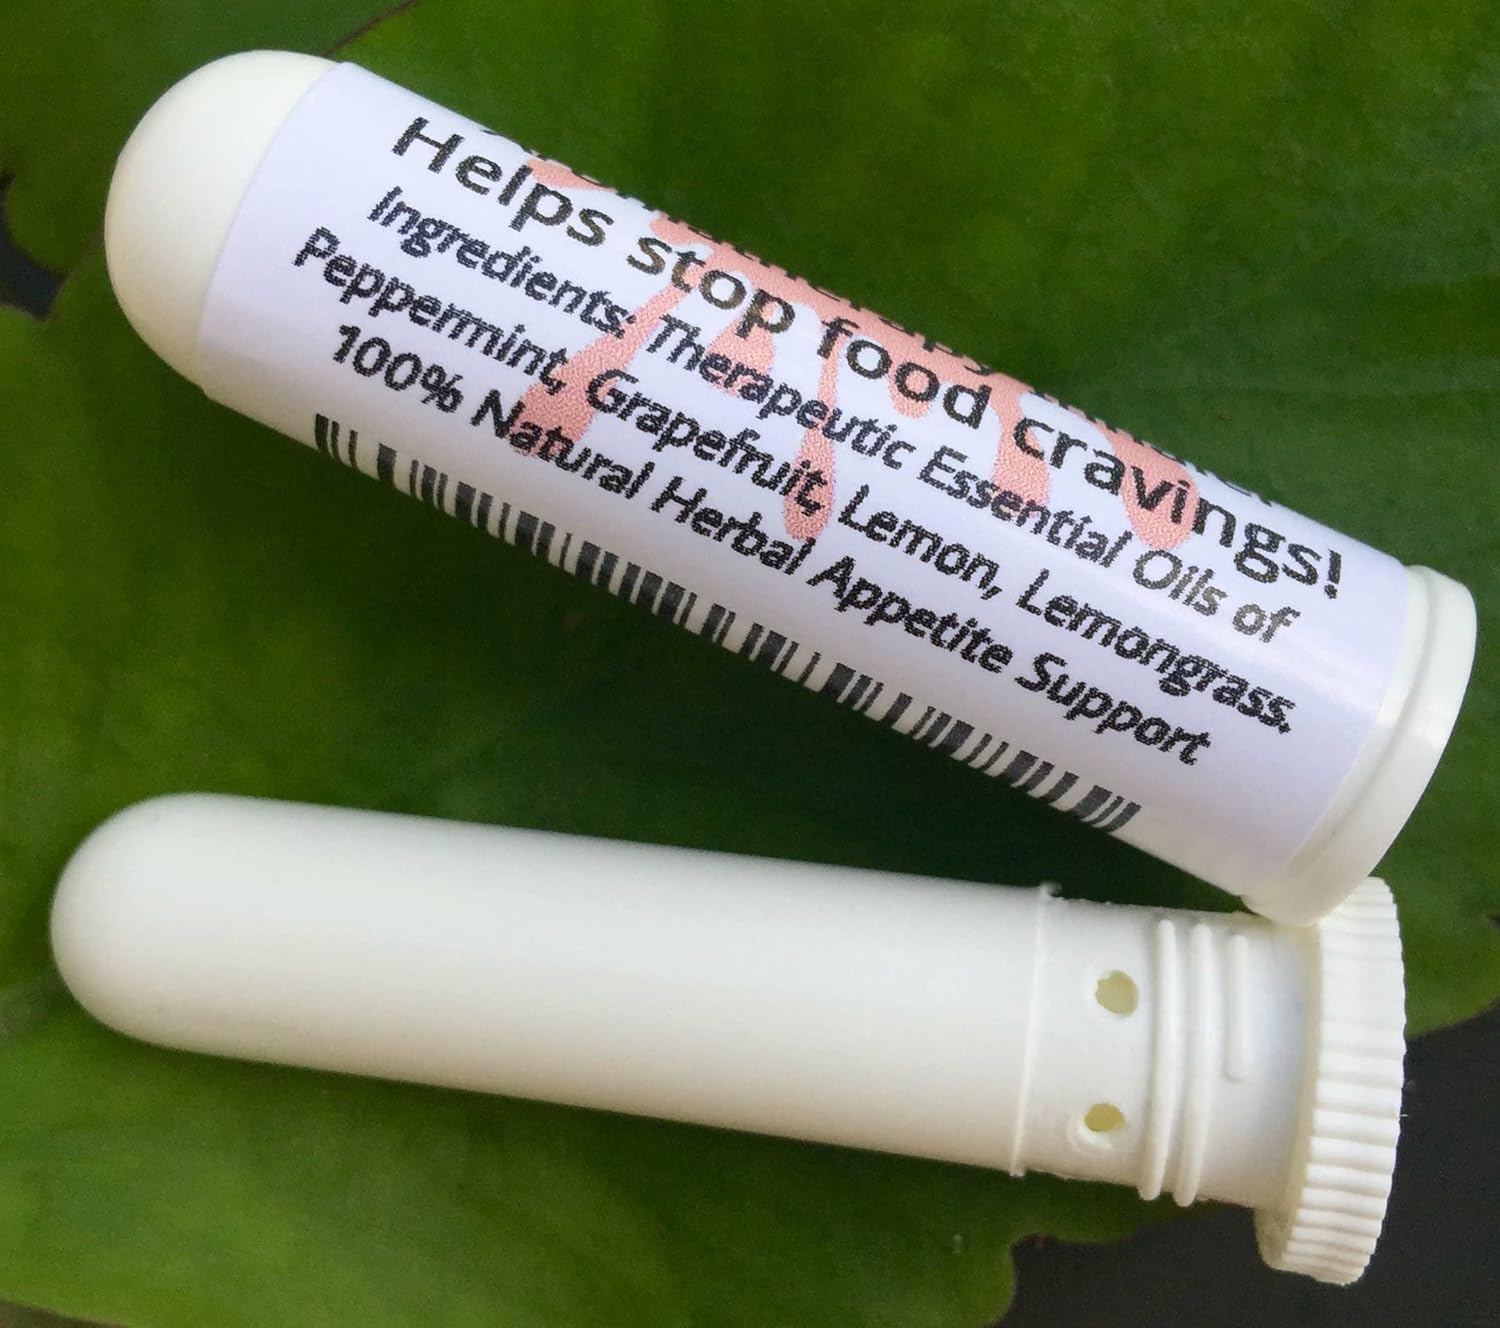 Helps stop food cravings!
Ingredients: Therapeutic Essential Oils of
Peppermint, Grapefruit, Lemon, Lemongrass.
100% Natural Herbal Appetite Support